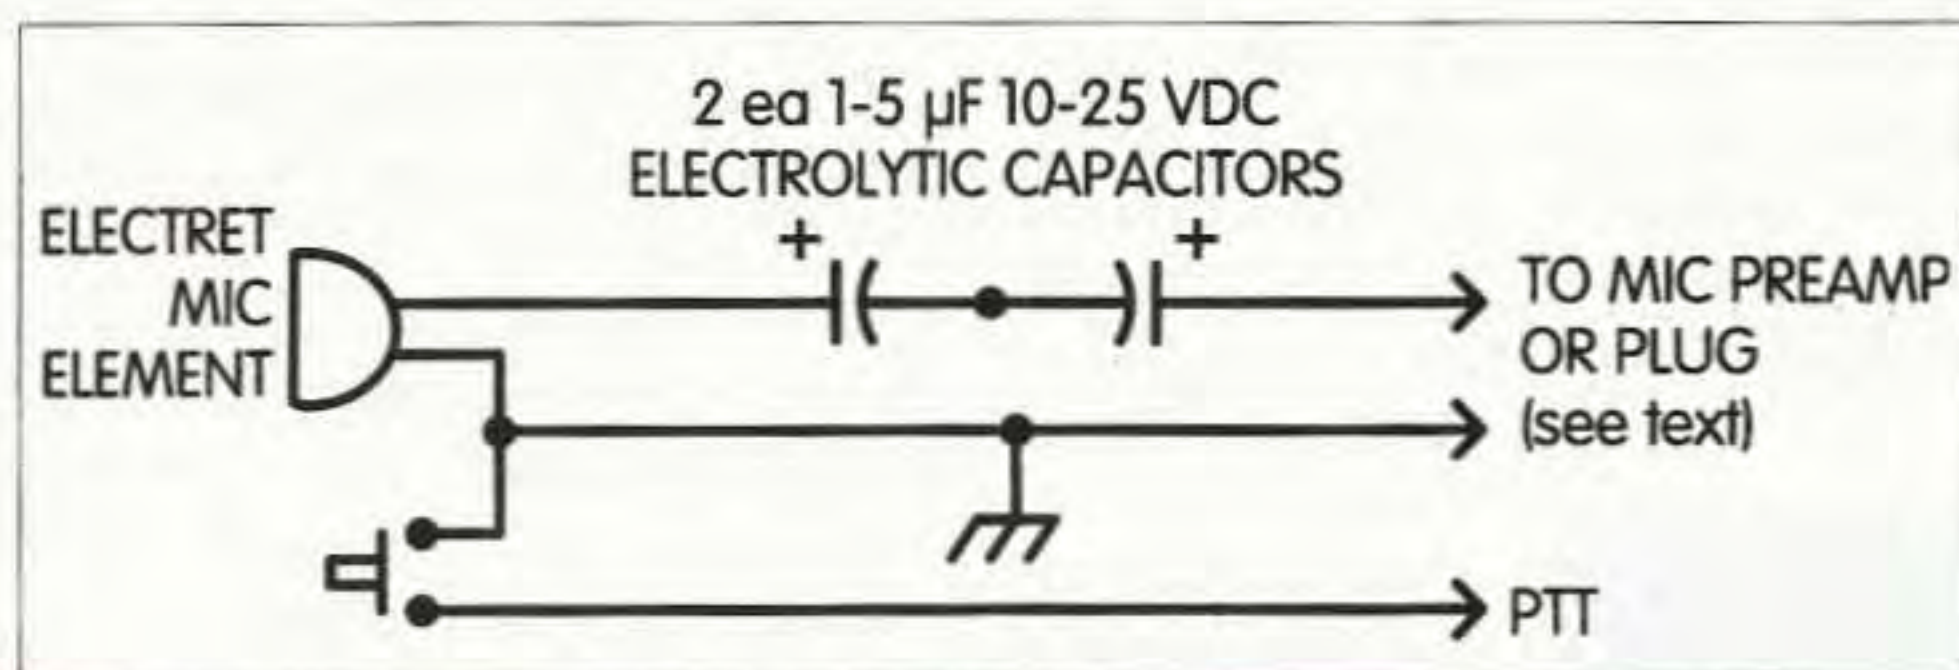 2 ea 1-5 µF 10-25 VDC
ELECTROLYTIC CAPACITORS
+ +
ELECTRET
MIC
ELEMENT
TO MIC PREAMP
OR PLUG
(see text)
PTT